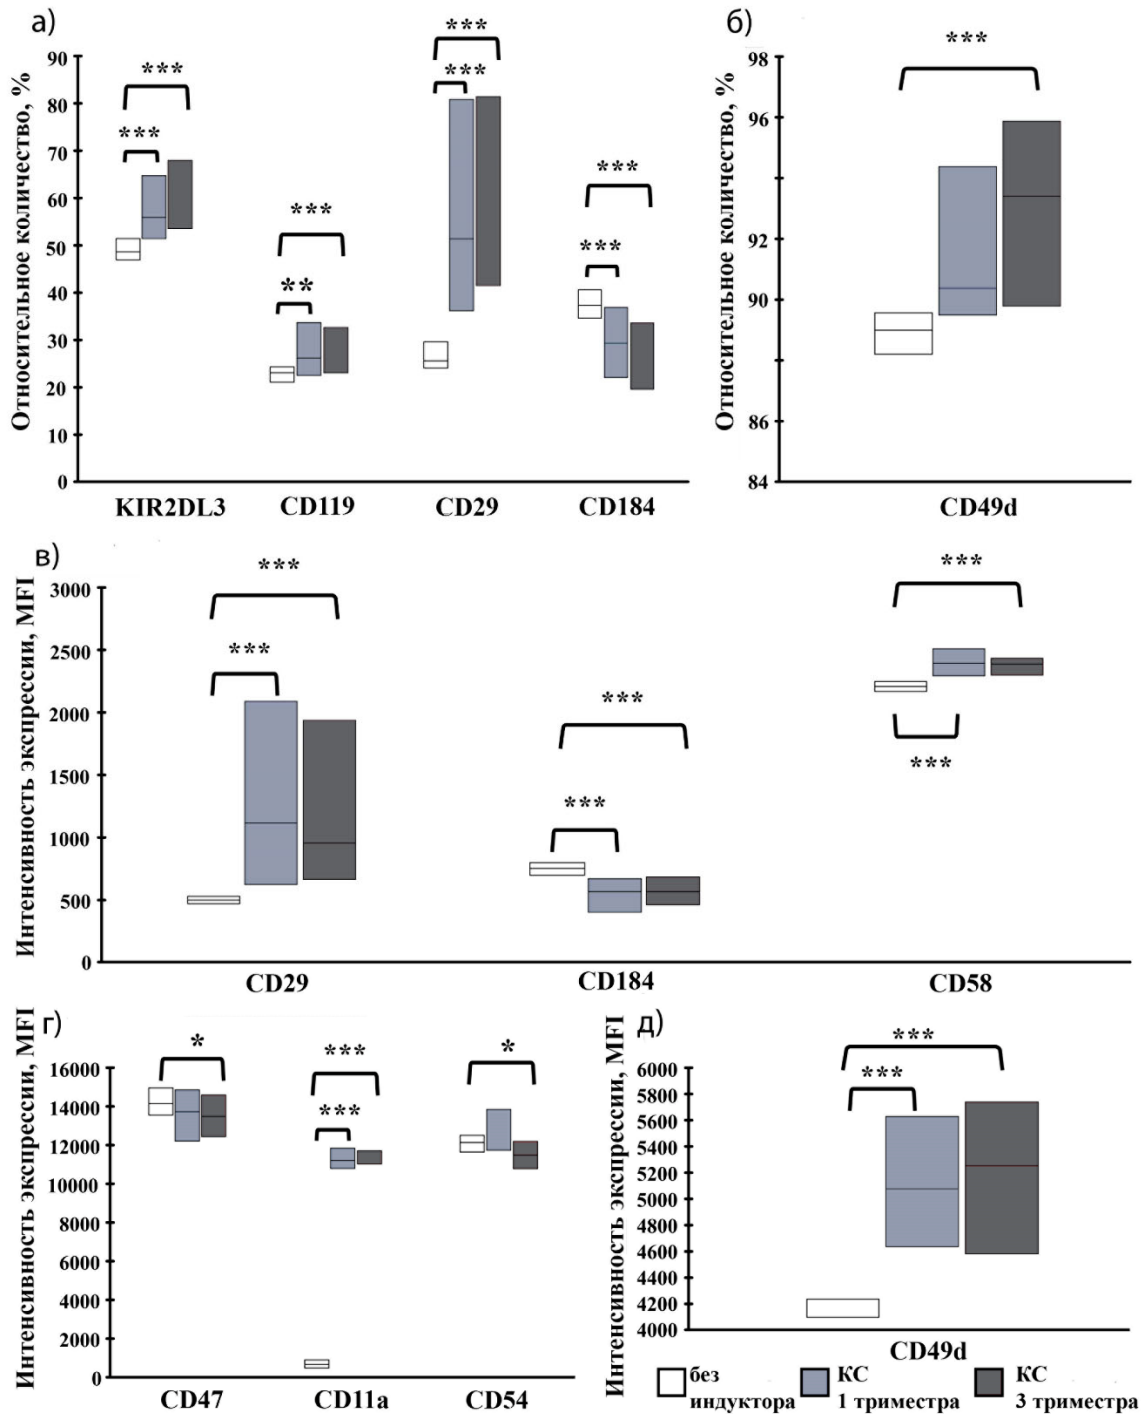 а)
Относительное количество, %
90
80
70
60
50
40
30
20
10
0
***
***
***
**
***
***
***
***
KIR2DL3
CD119
CD29
CD184
б)
Относительное количество, %
98
96
92
90
86
84
***
CD49d
в)
Интенсивность экспрессии, MFI
3000
2500
2000
1500
1000
500
0
***
***
***
***
***
***
CD29
CD184
CD58
г)
Интенсивность экспрессии, MFI
16000
14000
12000
10000
8000
6000
4000
2000
0
*
***
***
*
CD47
CD11a
CD54
д)
Интенсивность экспрессии, MFI
6000
5800
5600
5400
5200
5000
4800
4600
4400
4200
4000
***
***
CD49d
без
индуктора
КС
1 триместра
КС
3 триместра